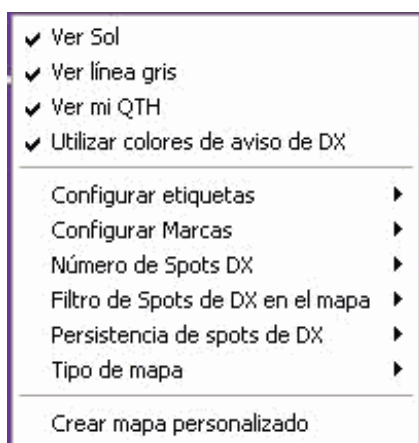 Ver Sol
Ver línea gris
Ver mi QTH
Utilizar colores de aviso de DX
Configurar etiquetas
Configurar Marcas
Número de Spots DX
Filtro de Spots de DX en el mapa
Persistencia de spots de DX
Tipo de mapa
Crear mapa personalizado